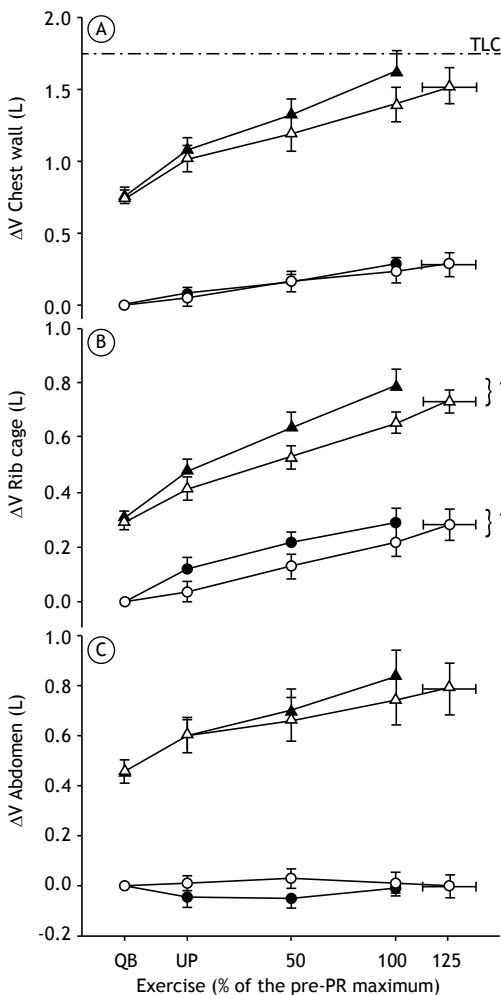 A
2.0
TLC
1.5
1.0
0.5
0.0
ΔV Chest wall (L)
B
1.0
0.8
0.6
0.4
0.2
0.0
ΔV Rib cage (L)
C
1.0
0.8
0.6
0.4
0.2
0.0
-0.2
ΔV Abdomen (L)
QB UP 50 100 125
Exercise (% of the pre-PR maximum)